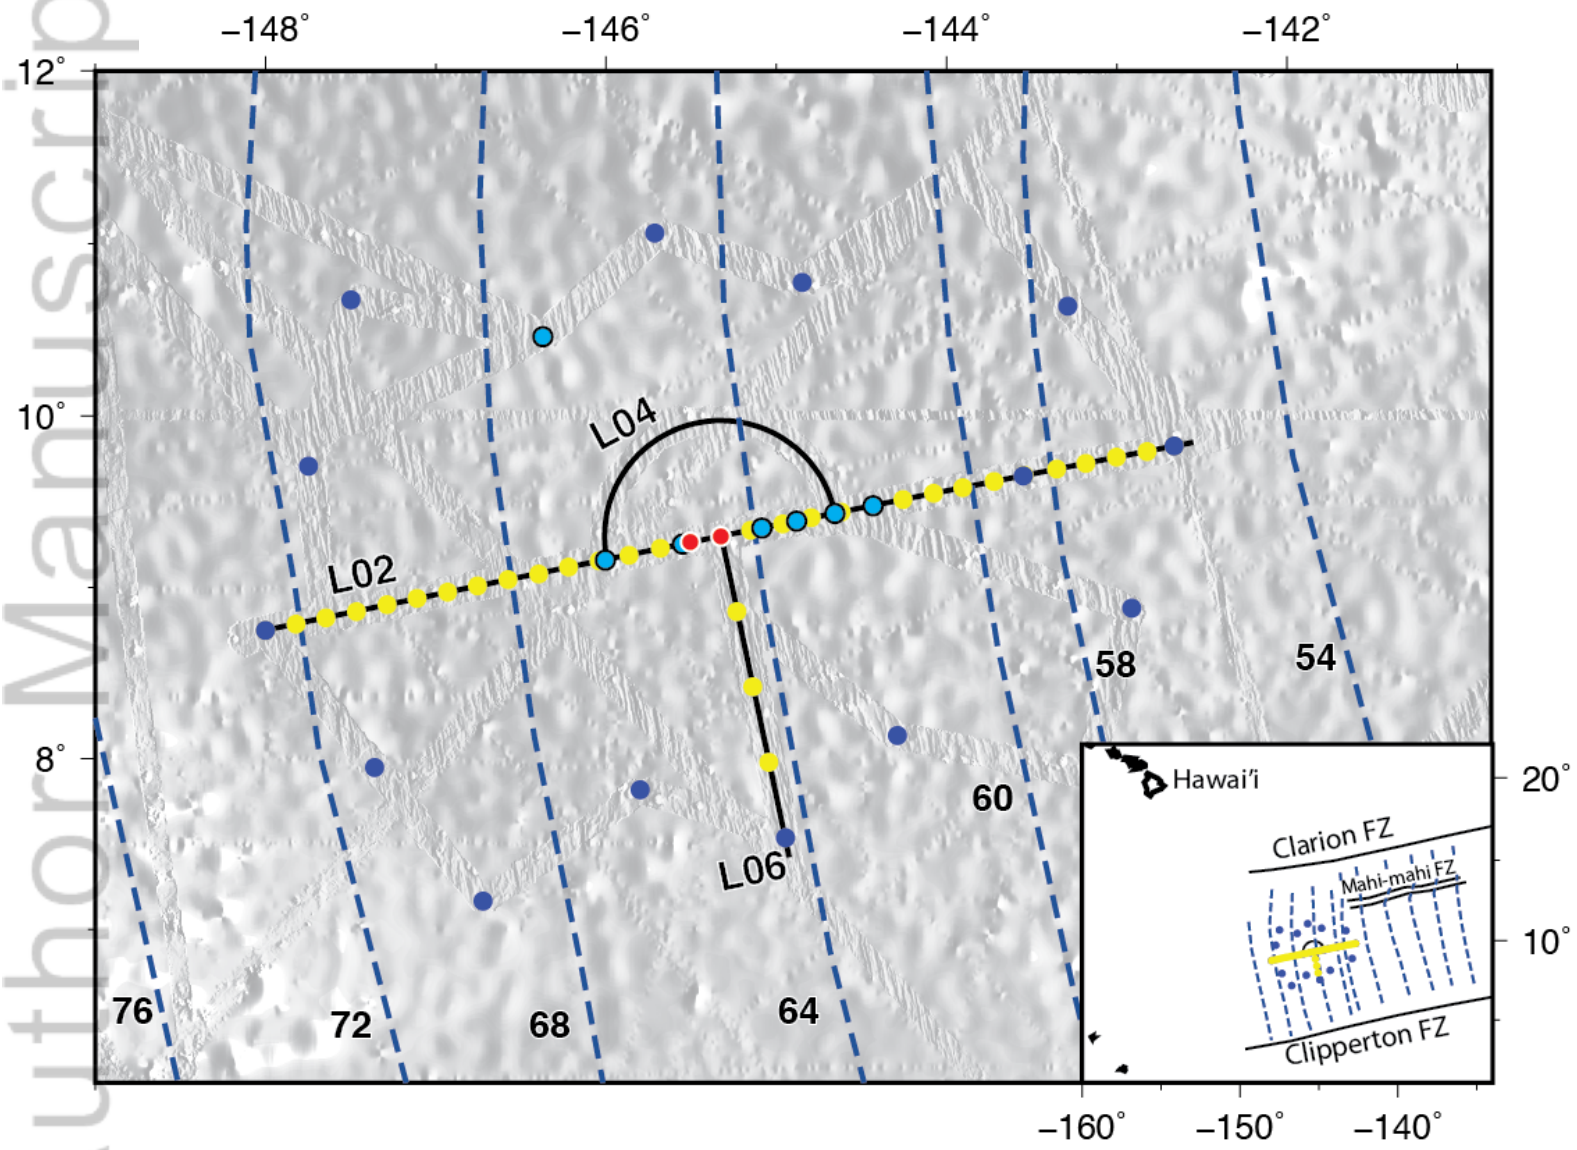 −148° −146° −144° −142°
12°
10°
8°
L04
L02
L06
58 54
60
76 72 68 64
Hawai'i
Clarion FZ
Mahi-mahi FZ
Clipperton FZ
20°
10°
−160° −150° −140°
uthor Manuscrip